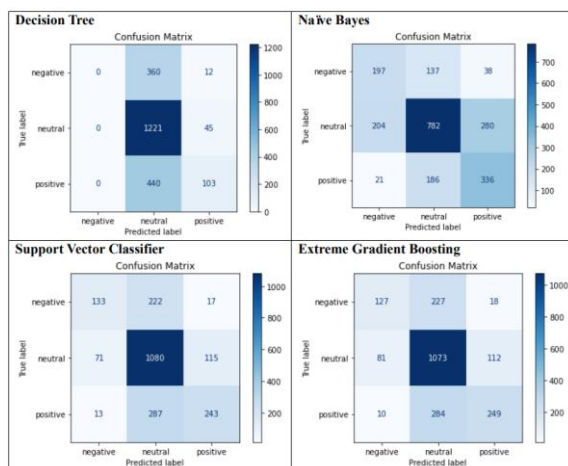 Decision Tree
Confusion Matrix
negative 0 360 12
neutral 0 1221 45
positive 0 440 103
negative neutral positive
Predicted label
True label
1200
1000
800
600
400
200
0
Naïve Bayes
Confusion Matrix
negative 197 137 38
neutral 204 782 280
positive 21 186 336
negative neutral positive
Predicted label
True label
700
600
500
400
300
200
100
Support Vector Classifier
Confusion Matrix
negative 133 222 17
neutral 71 1080 115
positive 13 287 243
negative neutral positive
Predicted label
True label
1000
800
600
400
200
Extreme Gradient Boosting
Confusion Matrix
negative 127 227 18
neutral 81 1073 112
positive 10 284 249
negative neutral positive
Predicted label
True label
1000
800
600
400
200